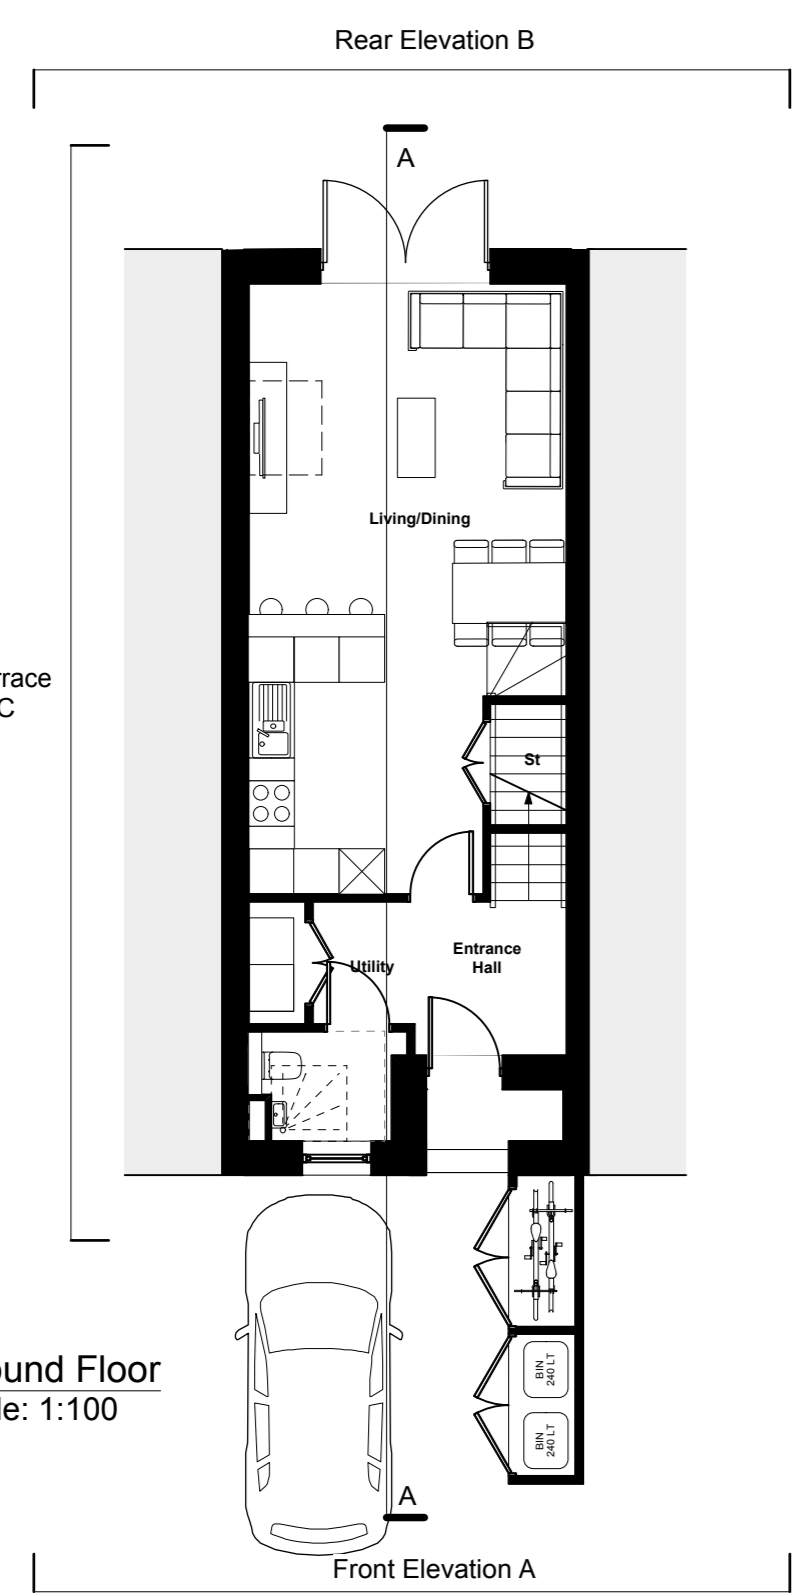 Rear Elevation B
A
Living/Dining
rrace
C
St
Entrance
Hall
Utility
BIN
240 LT
BIN
240 LT
ound Floor
le: 1:100
A
Front Elevation A